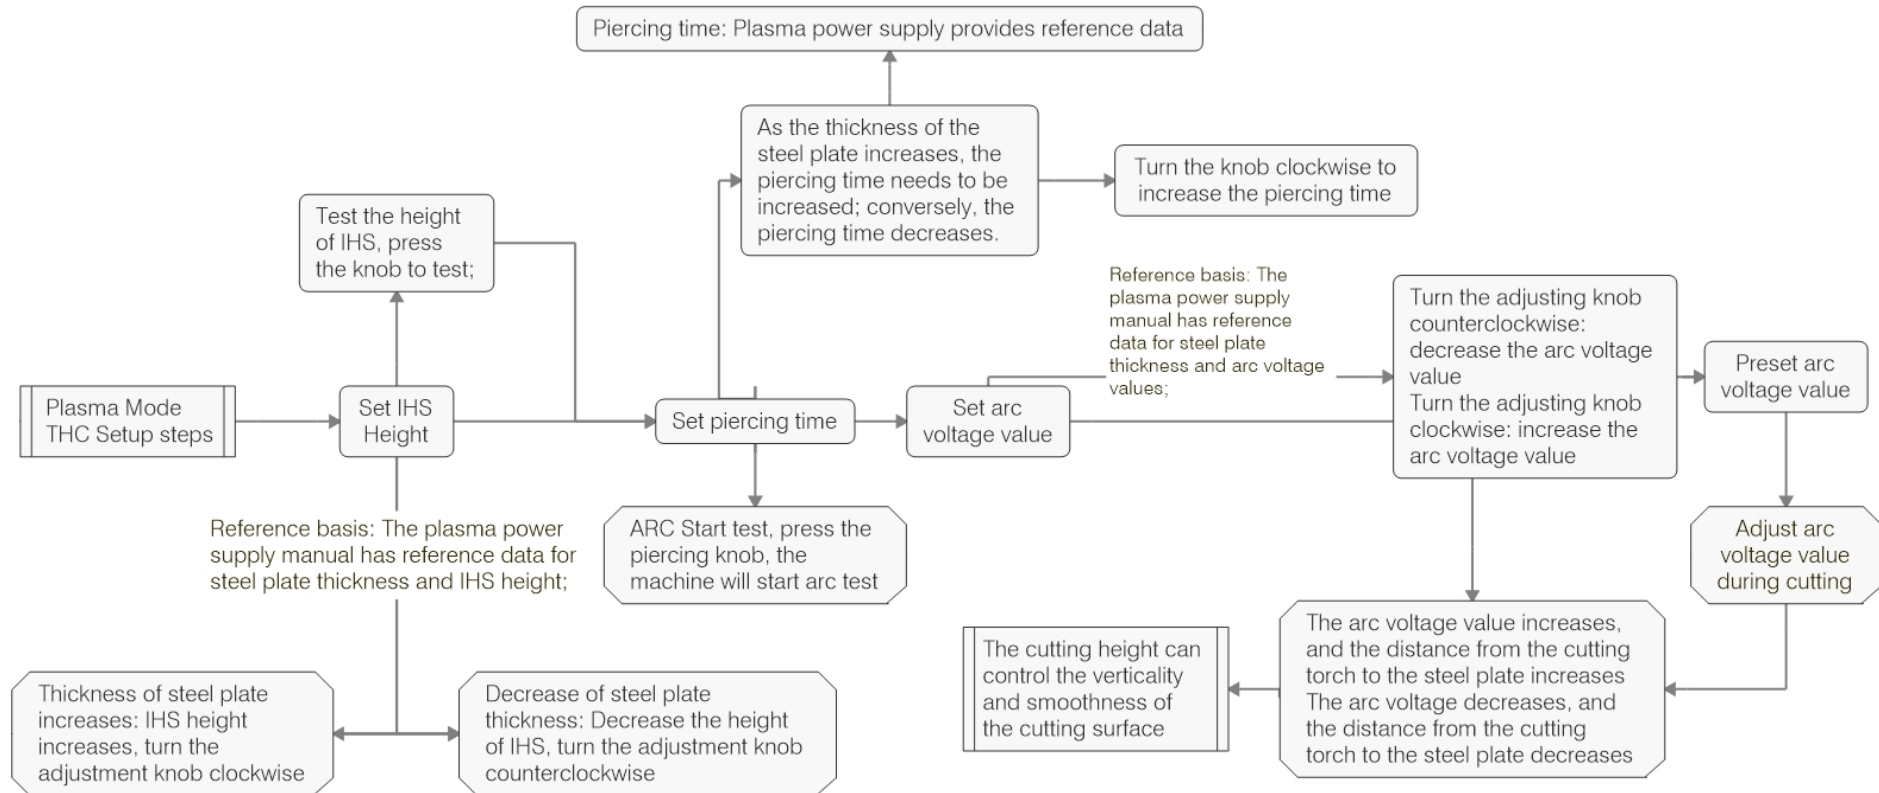 Piercing time: Plasma power supply provides reference data
As the thickness of the
steel plate increases, the
piercing time needs to be
increased; conversely, the
piercing time decreases.
Turn the knob clockwise to
increase the piercing time
Test the height
of IHS, press
the knob to test;
Reference basis: The
plasma power supply
manual has reference
data for steel plate
thickness and arc voltage
values;
Turn the adjusting knob
counterclockwise:
decrease the arc voltage
value
Turn the adjusting knob
clockwise: increase the
arc voltage value
Preset arc
voltage value
Plasma Mode
THC Setup steps
Set IHS
Height
Set piercing time
Set arc
voltage value
Reference basis: The plasma power
supply manual has reference data for
steel plate thickness and IHS height;
ARC Start test, press the
piercing knob, the
machine will start arc test
Adjust arc
voltage value
during cutting
Thickness of steel plate
increases: IHS height
increases, turn the
adjustment knob clockwise
Decrease of steel plate
thickness: Decrease the height
of IHS, turn the adjustment knob
counterclockwise
The cutting height can
control the verticality
and smoothness of
the cutting surface
The arc voltage value increases,
and the distance from the cutting
torch to the steel plate increases
The arc voltage decreases, and
the distance from the cutting
torch to the steel plate decreases